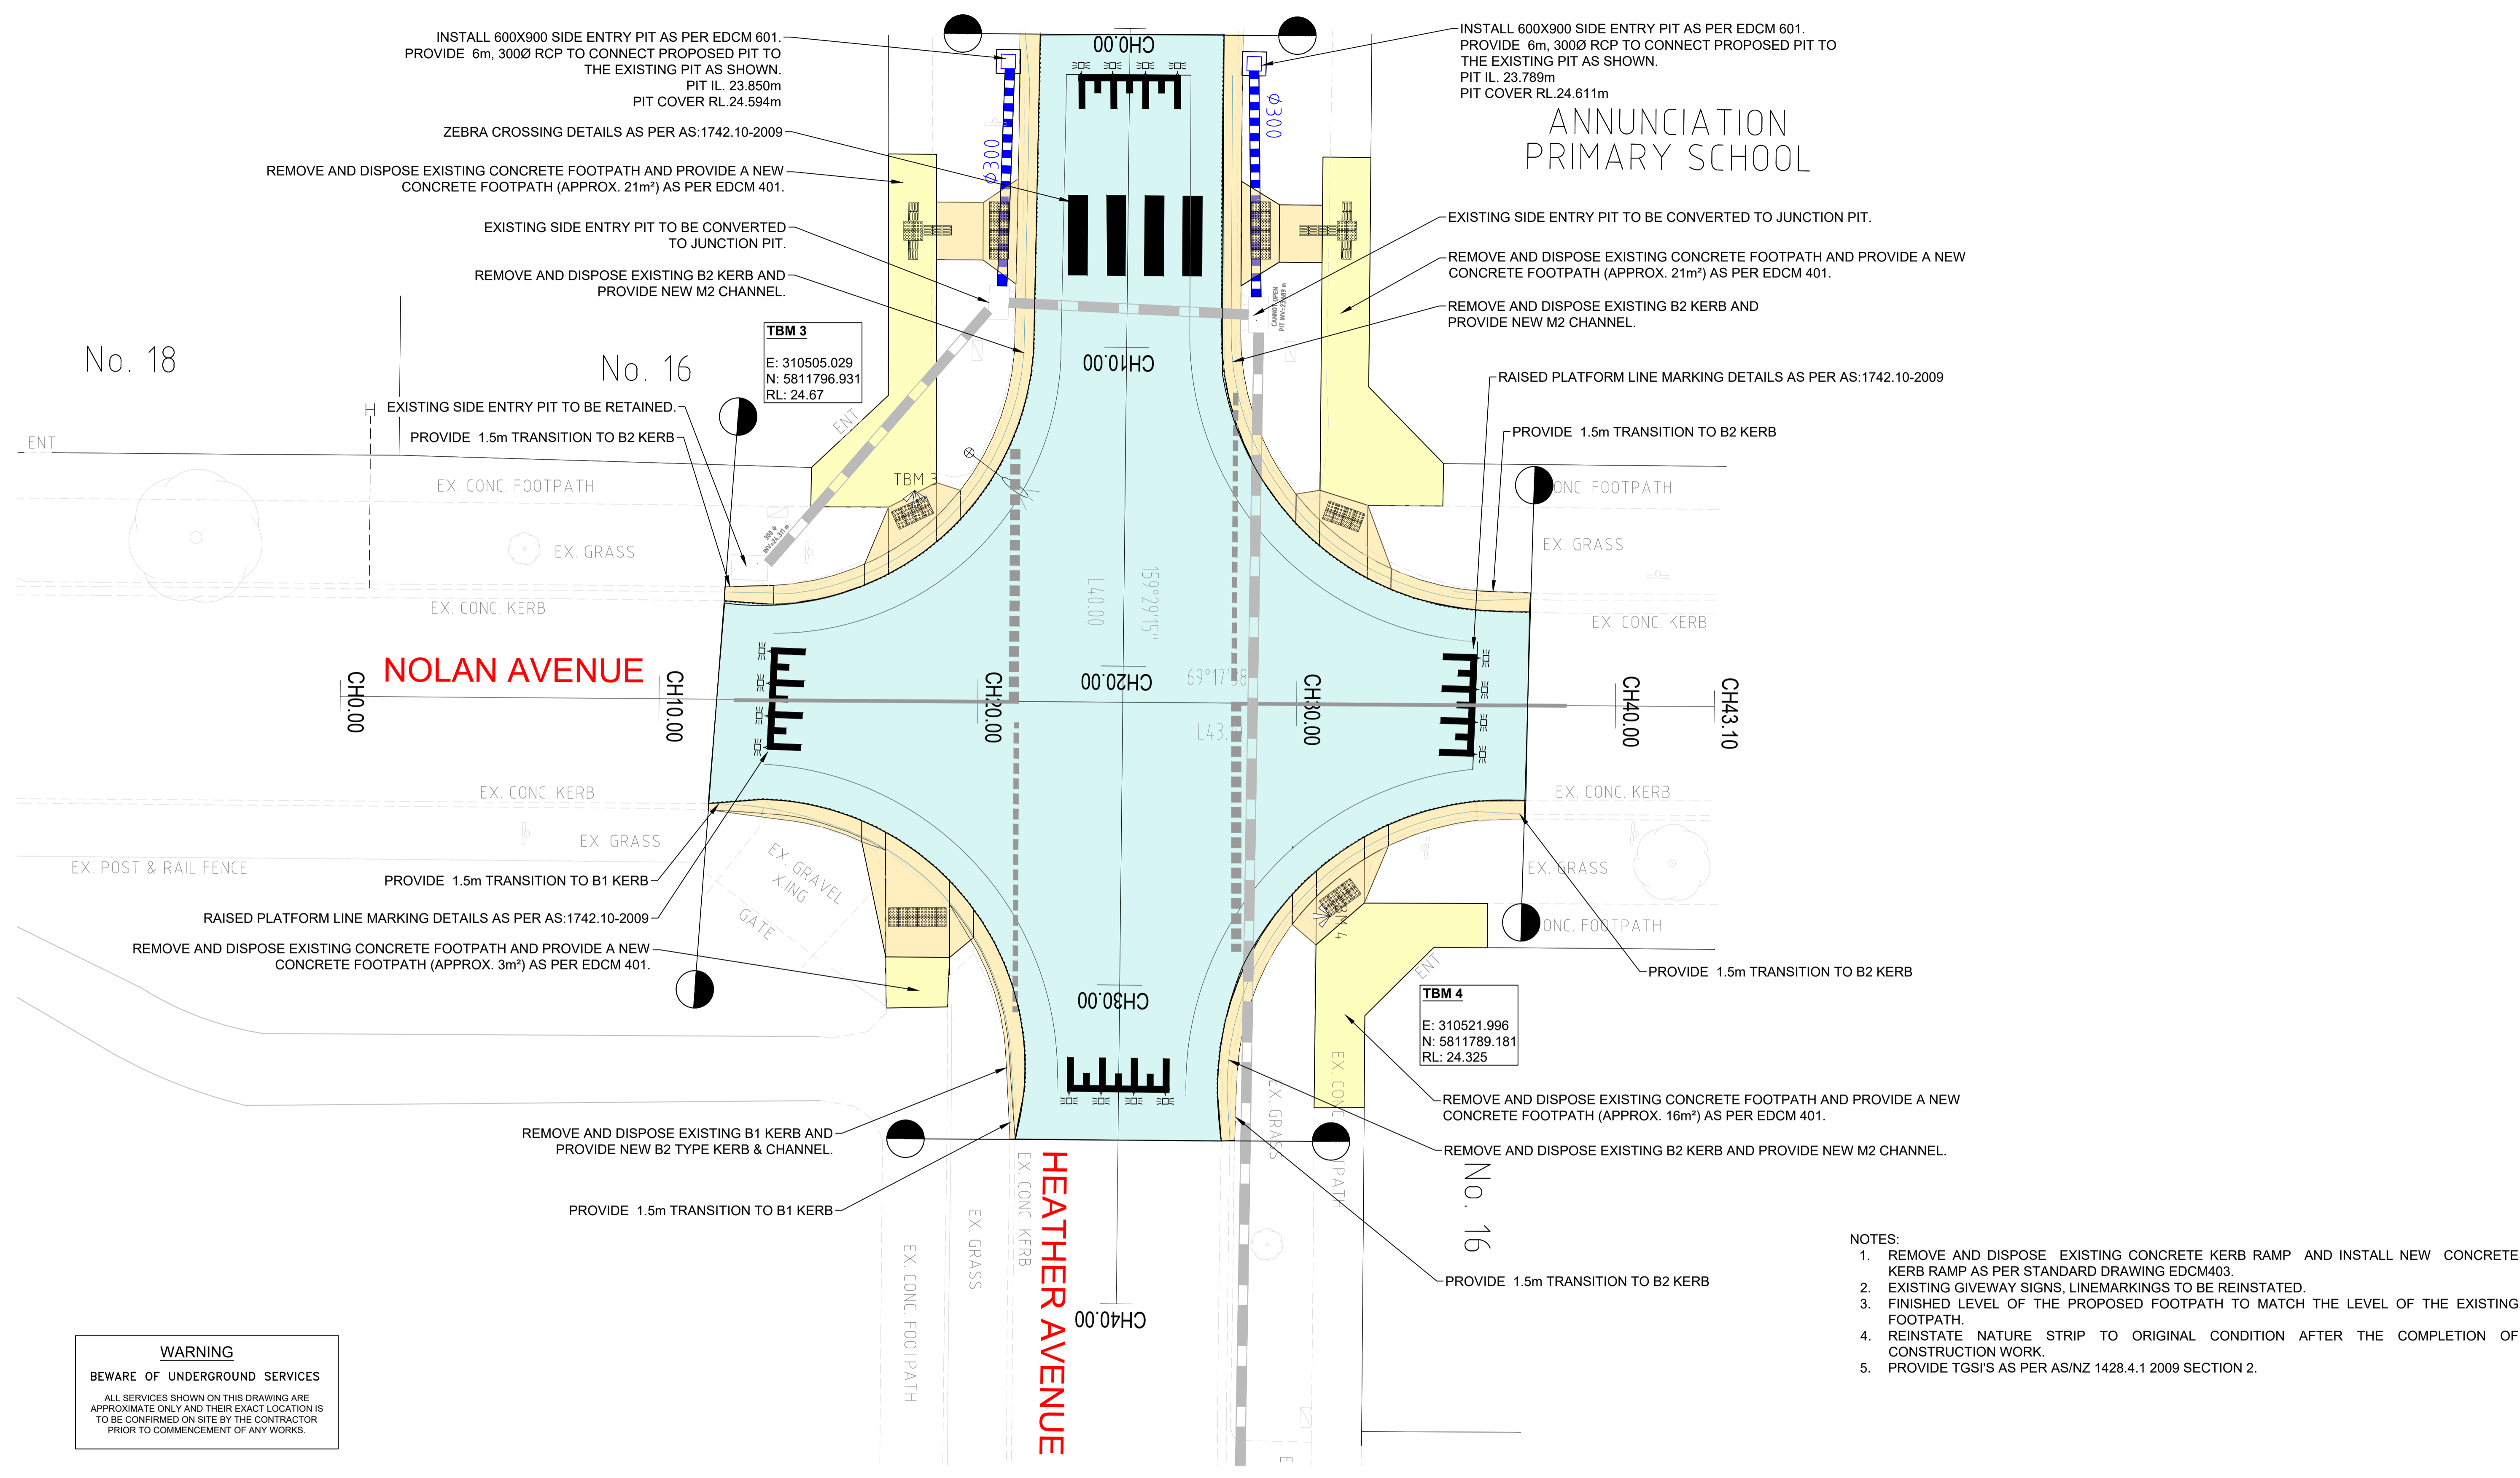 INSTALL 600X900 SIDE ENTRY PIT AS PER EDCM 601.
PROVIDE 6m, 300Ø RCP TO CONNECT PROPOSED PIT TO
THE EXISTING PIT AS SHOWN.
PIT IL. 23.850m
PIT COVER RL.24.594m
ZEBRA CROSSING DETAILS AS PER AS:1742.10-2009
REMOVE AND DISPOSE EXISTING CONCRETE FOOTPATH AND PROVIDE A NEW
CONCRETE FOOTPATH (APPROX. 21m²) AS PER EDCM 401.
EXISTING SIDE ENTRY PIT TO BE CONVERTED
TO JUNCTION PIT.
REMOVE AND DISPOSE EXISTING B2 KERB AND
PROVIDE NEW M2 CHANNEL.
TBM 3
E: 310505.029
N: 5811796.931
RL: 24.67
No. 18
No. 16
EXISTING SIDE ENTRY PIT TO BE RETAINED.
PROVIDE 1.5m TRANSITION TO B2 KERB
INSTALL 600X900 SIDE ENTRY PIT AS PER EDCM 601.
PROVIDE 6m, 300Ø RCP TO CONNECT PROPOSED PIT TO
THE EXISTING PIT AS SHOWN.
PIT IL. 23.789m
PIT COVER RL.24.611m
ANNUNCIATION
PRIMARY SCHOOL
EXISTING SIDE ENTRY PIT TO BE CONVERTED TO JUNCTION PIT.
REMOVE AND DISPOSE EXISTING CONCRETE FOOTPATH AND PROVIDE A NEW
CONCRETE FOOTPATH (APPROX. 21m²) AS PER EDCM 401.
REMOVE AND DISPOSE EXISTING B2 KERB AND
PROVIDE NEW M2 CHANNEL.
RAISED PLATFORM LINE MARKING DETAILS AS PER AS:1742.10-2009
PROVIDE 1.5m TRANSITION TO B2 KERB
CH0.00
Ø300
Ø300
CANNOT OPEN
CH10.00
ENT
ENT
TBM 3
300 Φ
INV=24.311 m
H
EX. CONC. FOOTPATH
EX. GRASS
EX. CONC. KERB
ONC. FOOTPATH
EX. GRASS
EX. CONC. KERB
L40.00
159°29'15"
NOLAN AVENUE
CH0.00
CH10.00
CH20.00
CH20.00
69°17'
L43.
CH30.00
CH40.00
CH43.10
EX. CONC. KERB
EX. GRASS
EX. POST & RAIL FENCE
EX. GRAVEL
X.ING
GATE
EX. CONC. KERB
EX. GRASS
ONC. FOOTPATH
ENT
PROVIDE 1.5m TRANSITION TO B1 KERB
RAISED PLATFORM LINE MARKING DETAILS AS PER AS:1742.10-2009
REMOVE AND DISPOSE EXISTING CONCRETE FOOTPATH AND PROVIDE A NEW
CONCRETE FOOTPATH (APPROX. 3m²) AS PER EDCM 401.
PROVIDE 1.5m TRANSITION TO B2 KERB
CH30.00
TBM 4
E: 310521.996
N: 5811789.181
RL: 24.325
REMOVE AND DISPOSE EXISTING CONCRETE FOOTPATH AND PROVIDE A NEW
CONCRETE FOOTPATH (APPROX. 16m²) AS PER EDCM 401.
REMOVE AND DISPOSE EXISTING B2 KERB AND PROVIDE NEW M2 CHANNEL.
REMOVE AND DISPOSE EXISTING B1 KERB AND
PROVIDE NEW B2 TYPE KERB & CHANNEL.
PROVIDE 1.5m TRANSITION TO B1 KERB
EX. CONC. FOOTPATH
EX. GRASS
EX. CONC. KERB
HEATHER AVENUE
CH40.00
EX. GRASS
EX. CONC
TPATH
No. 16
PROVIDE 1.5m TRANSITION TO B2 KERB
NOTES:
1. REMOVE AND DISPOSE EXISTING CONCRETE KERB RAMP AND INSTALL NEW CONCRETE
KERB RAMP AS PER STANDARD DRAWING EDCM403.
2. EXISTING GIVEWAY SIGNS, LINEMARKINGS TO BE REINSTATED.
3. FINISHED LEVEL OF THE PROPOSED FOOTPATH TO MATCH THE LEVEL OF THE EXISTING
FOOTPATH.
4. REINSTATE NATURE STRIP TO ORIGINAL CONDITION AFTER THE COMPLETION OF
CONSTRUCTION WORK.
5. PROVIDE TGSI'S AS PER AS/NZ 1428.4.1 2009 SECTION 2.
WARNING
BEWARE OF UNDERGROUND SERVICES
ALL SERVICES SHOWN ON THIS DRAWING ARE
APPROXIMATE ONLY AND THEIR EXACT LOCATION IS
TO BE CONFIRMED ON SITE BY THE CONTRACTOR
PRIOR TO COMMENCEMENT OF ANY WORKS.